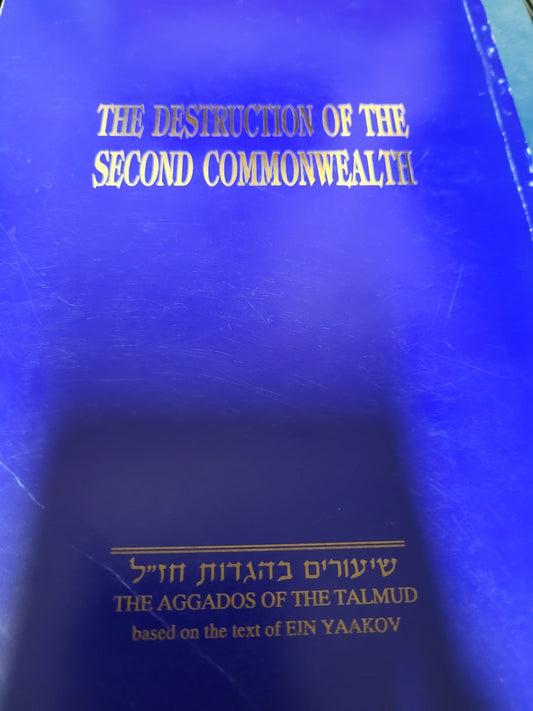 THE DESTRUCTION OF THE
SECOND COMMONWEALTH
שיעורים בהגדות חז״ל
THE AGGADOS OF THE TALMUD
based on the text of EIN YAAKOV